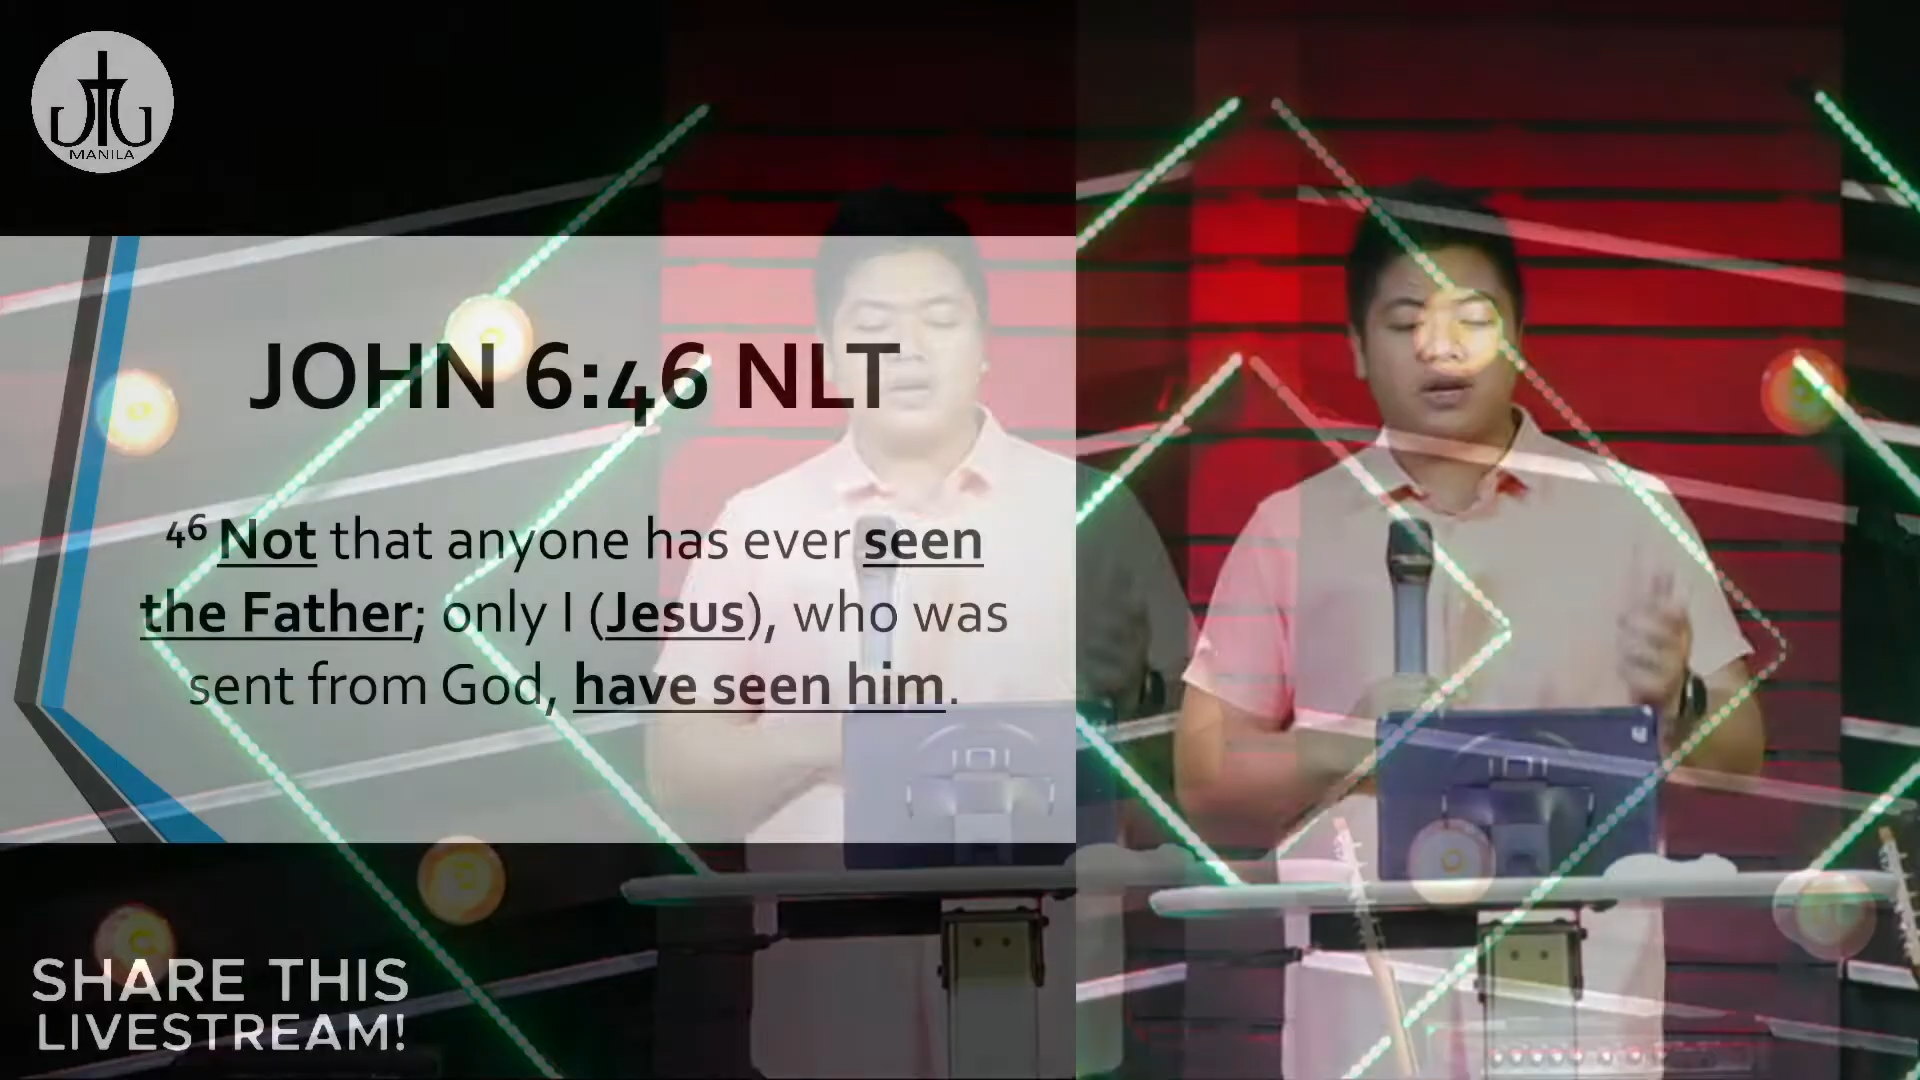 MANILA
JOHN 6:46 NLT
46 Not that anyone has ever seen
the Father; only I (Jesus), who was
sent from God, have seen him.
SHARE THIS
LIVESTREAM!